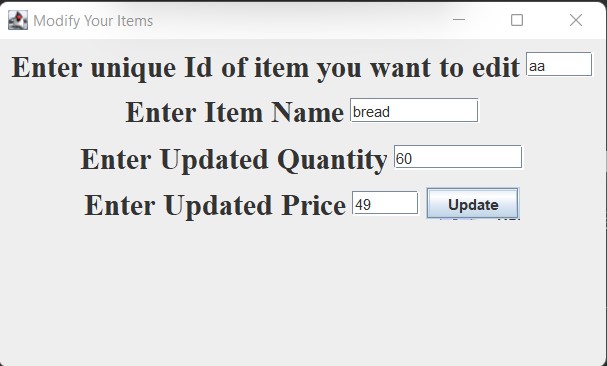 Modify Your Items
Enter unique Id of item you want to edit aa
Enter Item Name bread
Enter Updated Quantity 60
Enter Updated Price 49 Update